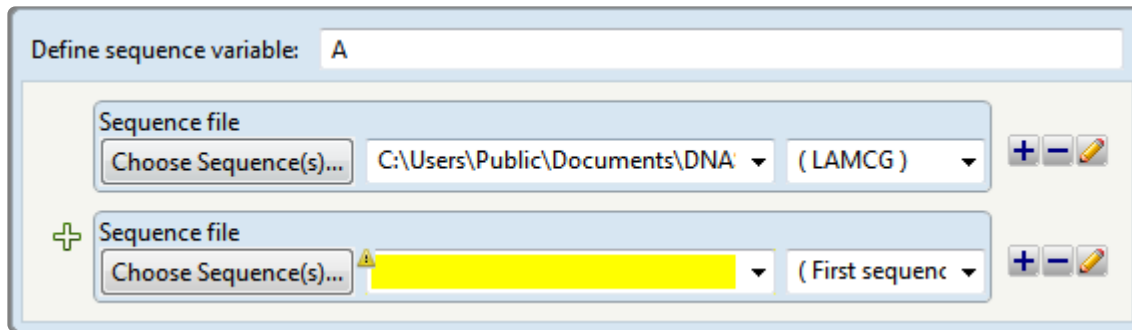 Define sequence variable: A
Sequence file
Choose Sequence(s)... C:\Users\Public\Documents\DNA ( LAMCG )
Sequence file
Choose Sequence(s)... ( First sequenc